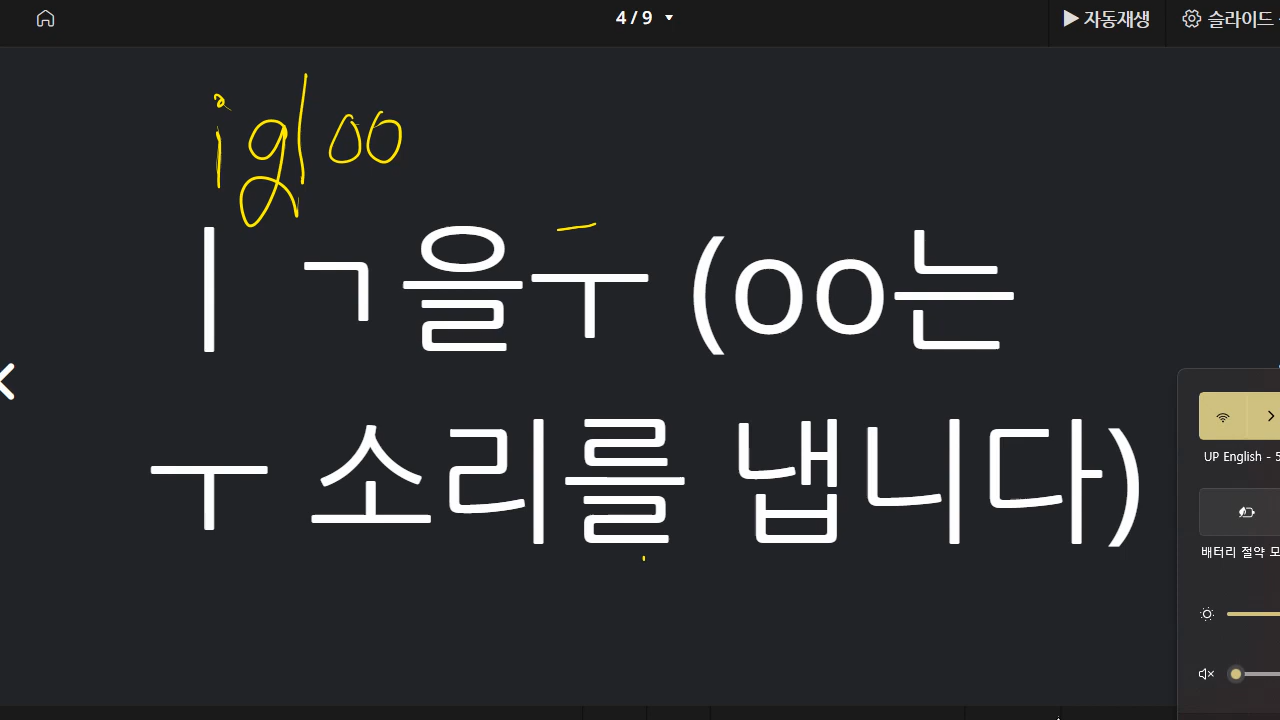 4 / 9
자동재생
슬라이드
igloo
ㅣ ㄱ을ㅜ (oo는
ㅜ 소리를 냅니다)
UP English - 5
배터리 절약 모